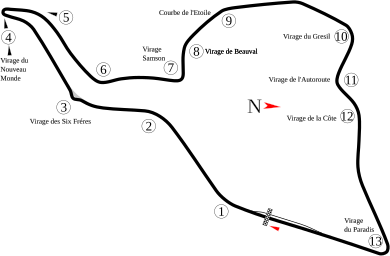 Courbe de l'Etoile
9
5
4
Virage du
Nouveau
Monde
Virage
Samson
8
Virage de Beauval
Virage du Gresil
10
6
7
Virage de l'Autoroute
11
3
N
Virage des Six Fréres
2
Virage de la Côte
12
1
Virage
du Paradis
13